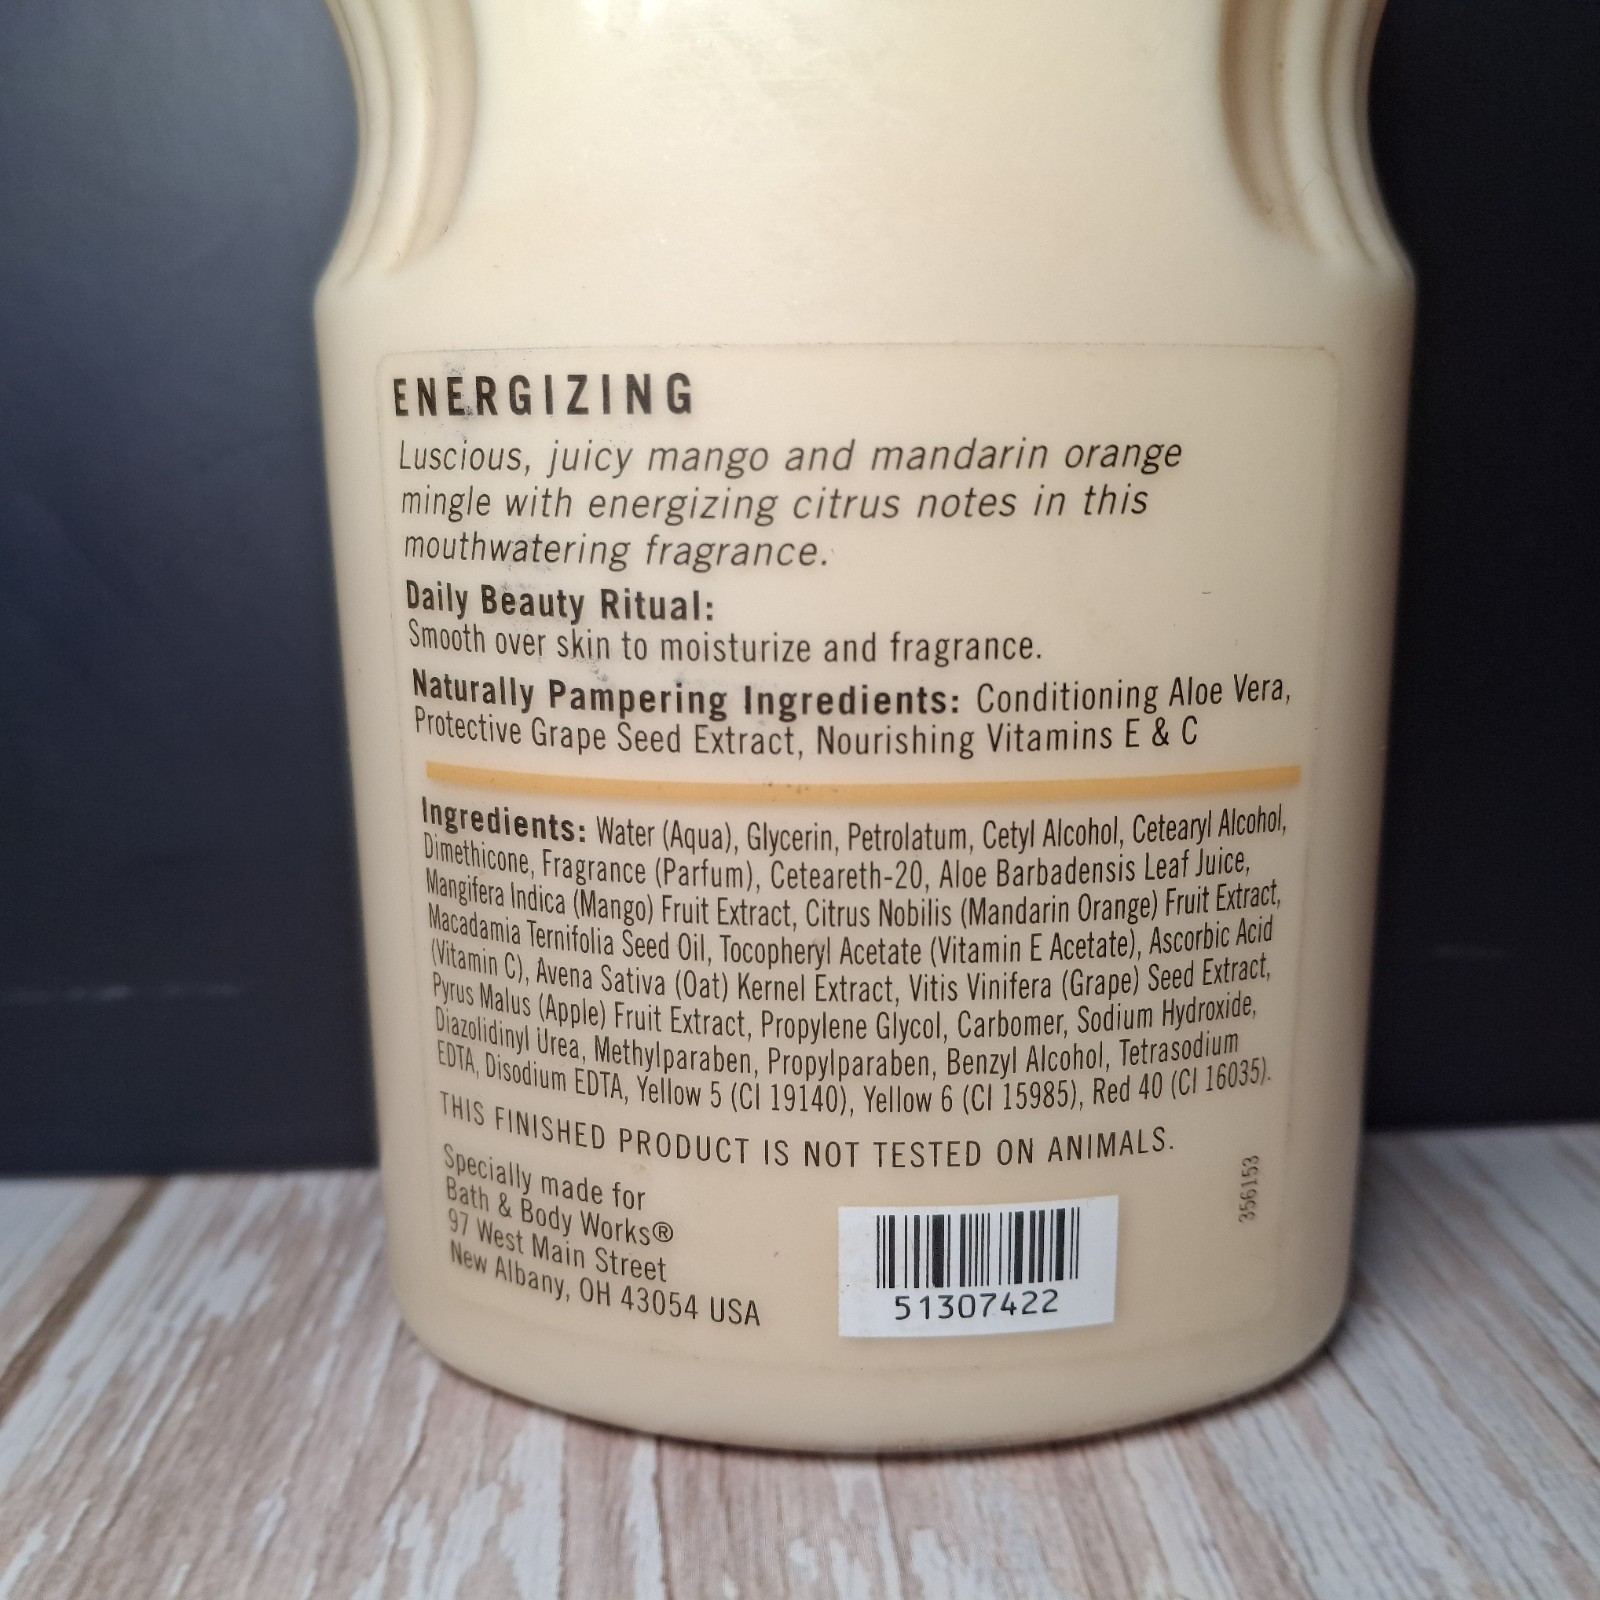 ENERGIZING
Luscious, juicy mango and mandarin orange
mingle with energizing citrus notes in this
mouthwatering fragrance.
Daily Beauty Ritual:
Smooth over skin to moisturize and fragrance.
Naturally Pampering Ingredients: Conditioning Aloe Vera,
Protective Grape Seed Extract, Nourishing Vitamins E & C
Ingredients: Water (Aqua), Glycerin, Petrolatum, Cetyl Alcohol, Cetearyl Alcohol,
Dimethicone, Fragrance (Parfum), Ceteareth-20, Aloe Barbadensis Leaf Juice,
Mangifera Indica (Mango) Fruit Extract, Citrus Nobilis (Mandarin Orange) Fruit Extract,
Macadamia Ternifolia Seed Oil, Tocopheryl Acetate (Vitamin E Acetate), Ascorbic Acid
(Vitamin C), Avena Sativa (Oat) Kernel Extract, Vitis Vinifera (Grape) Seed Extract,
Pyrus Malus (Apple) Fruit Extract, Propylene Glycol, Carbomer, Sodium Hydroxide,
Diazolidinyl Urea, Methylparaben, Propylparaben, Benzyl Alcohol, Tetrasodium
EDTA, Disodium EDTA, Yellow 5 (CI 19140), Yellow 6 (CI 15985), Red 40 (CI 16035).
THIS FINISHED PRODUCT IS NOT TESTED ON ANIMALS.
Specially made for
Bath & Body Works®
97 West Main Street
New Albany, OH 43054 USA
51307422
356153